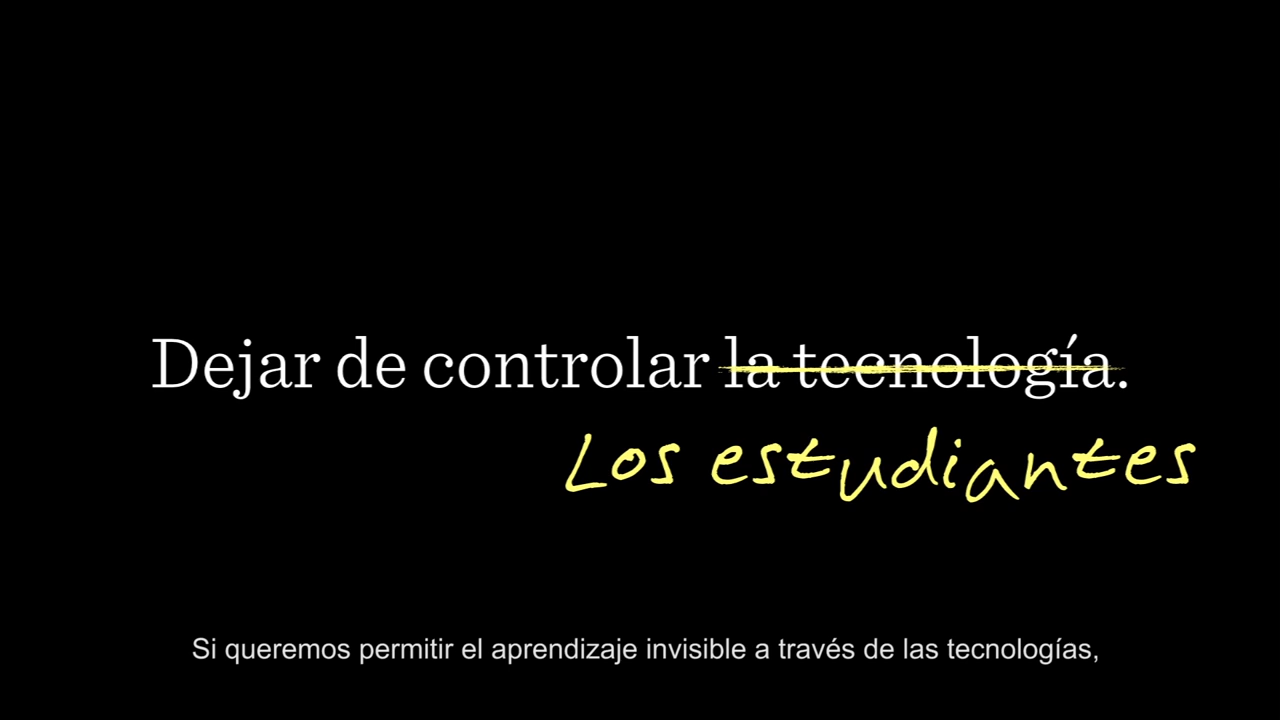 Dejar de controlar la tecnología.
Los estudiantes
Si queremos permitir el aprendizaje invisible a través de las tecnologías,